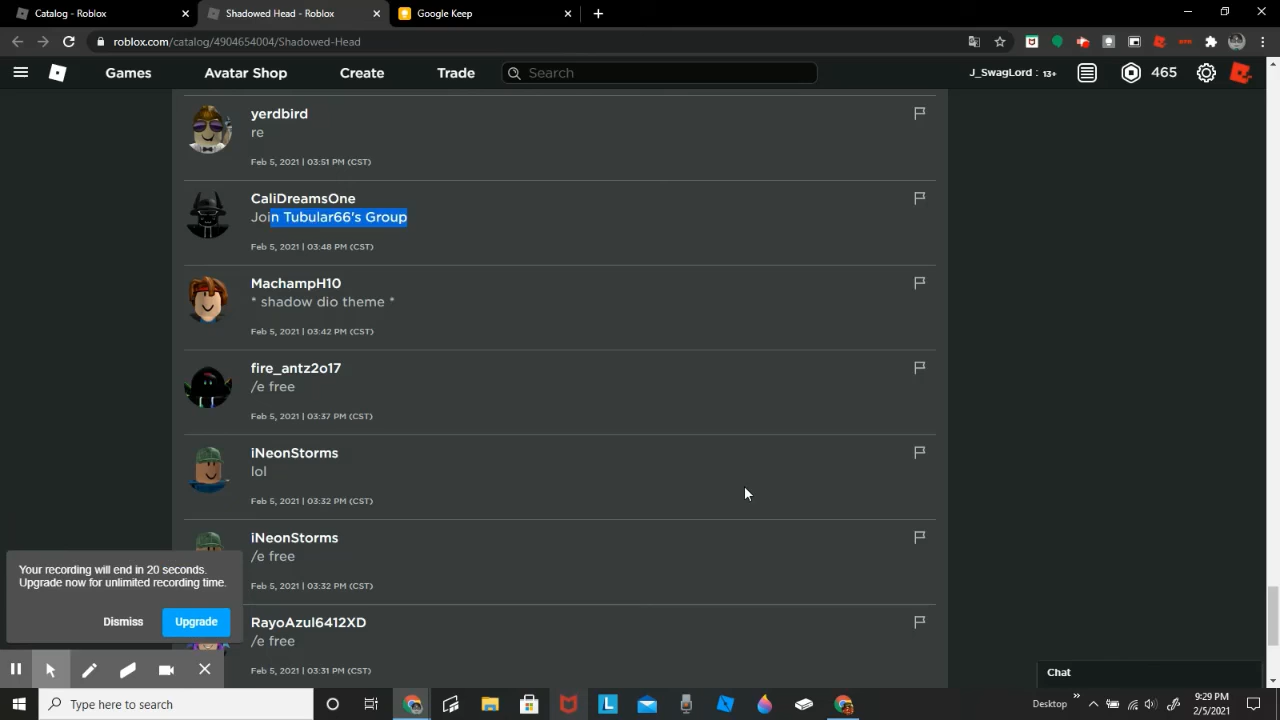 Catalog - Roblox
Shadowed Head - Roblox
Google Keep
roblox.com/catalog/4904654004/Shadowed-Head
Games
Avatar Shop
Create
Trade
Search
J_SwagLord : 13+
465
yerdbird
re
Feb 5, 2021 | 03:51 PM (CST)
CaliDreamsOne
Join Tubular66's Group
Feb 5, 2021 | 03:48 PM (CST)
MachampH10
* shadow dio theme *
Feb 5, 2021 | 03:42 PM (CST)
fire_antz2o17
/e free
Feb 5, 2021 | 03:37 PM (CST)
iNeonStorms
lol
Feb 5, 2021 | 03:32 PM (CST)
iNeonStorms
/e free
Feb 5, 2021 | 03:32 PM (CST)
RayoAzul6412XD
/e free
Feb 5, 2021 | 03:31 PM (CST)
Your recording will end in 20 seconds.
Upgrade now for unlimited recording time.
Dismiss
Upgrade
Chat
Type here to search
L
Desktop
9:29 PM
2/5/2021